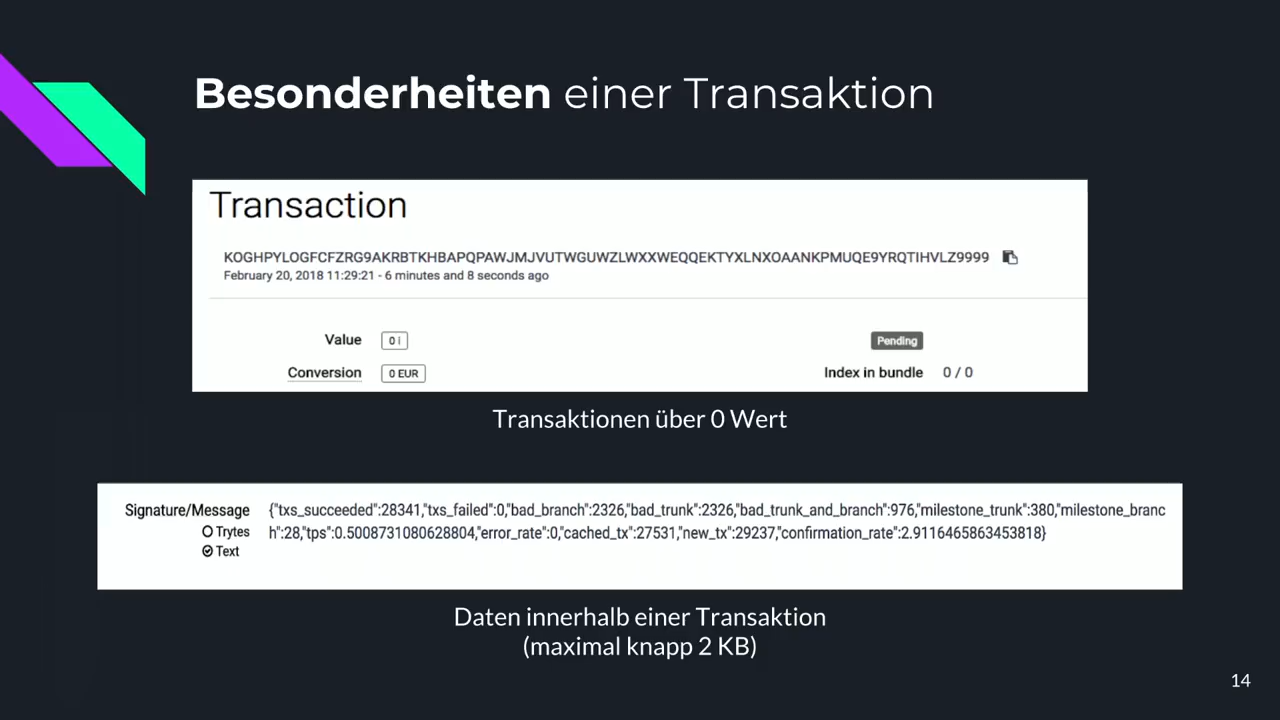 Besonderheiten einer Transaktion
Transaction
KOGHPYLOGFCFZRG9AKRBTKHBAPQPAWJMJVUTWGUWZLWXXWEQQEKTYXLNXOAANKPMUQE9YRQTIHVLZ9999
February 20, 2018 11:29:21 - 6 minutes and 8 seconds ago
Value 0 i Pending
Conversion 0 EUR Index in bundle 0 / 0
Transaktionen über 0 Wert
Signature/Message {"txs_succeeded":28341,"txs_failed":0,"bad_branch":2326,"bad_trunk":2326,"bad_trunk_and_branch":976,"milestone_trunk":380,"milestone_branc
Trytes h":28,"tps":0.5008731080628804,"error_rate":0,"cached_tx":27531,"new_tx":29237,"confirmation_rate":2.9116465863453818}
Text
Daten innerhalb einer Transaktion
(maximal knapp 2 KB)
14